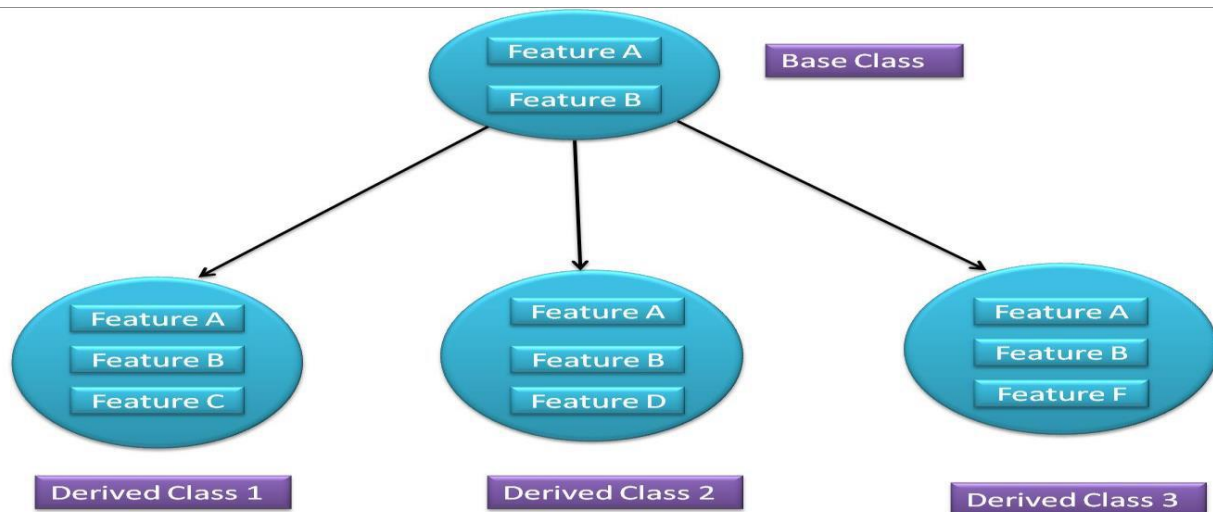 Feature A
Feature B
Base Class
Feature A
Feature B
Feature C
Derived Class 1
Feature A
Feature B
Feature D
Derived Class 2
Feature A
Feature B
Feature F
Derived Class 3